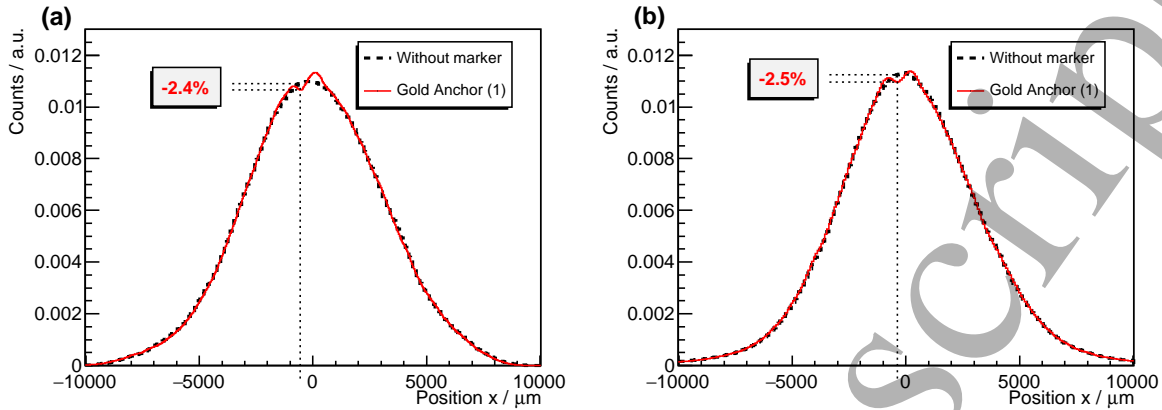 (a)
Counts / a.u.
0.012
0.01
0.008
0.006
0.004
0.002
0
−10000
−5000
0
5000
10000
Position x / μm
-2.4%
Without marker
Gold Anchor (1)
(b)
Counts / a.u.
0.012
0.01
0.008
0.006
0.004
0.002
0
−10000
−5000
0
5000
10000
Position x / μm
-2.5%
Without marker
Gold Anchor (1)
scrip